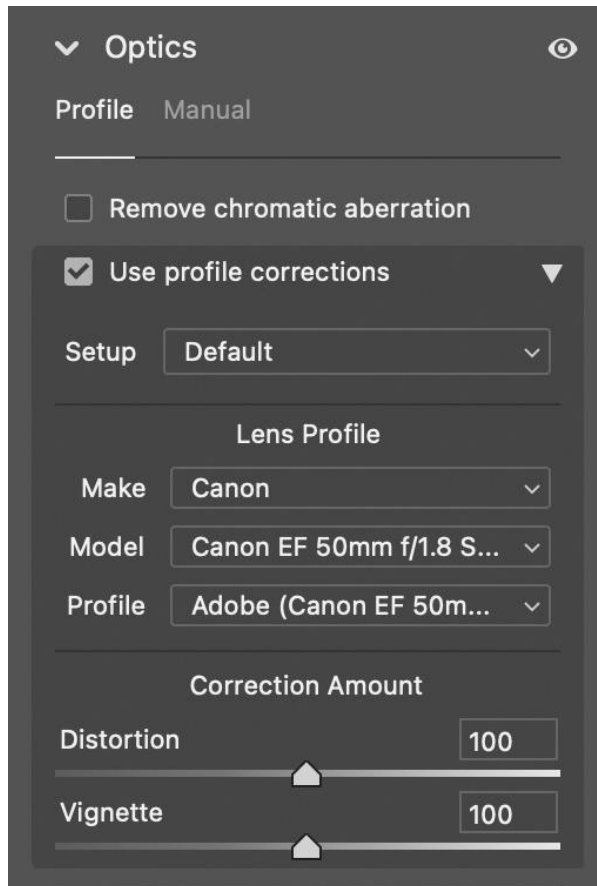 Optics
Profile Manual
Remove chromatic aberration
Use profile corrections
Setup Default
Lens Profile
Make Canon
Model Canon EF 50mm f/1.8 S...
Profile Adobe (Canon EF 50m...
Correction Amount
Distortion 100
Vignette 100